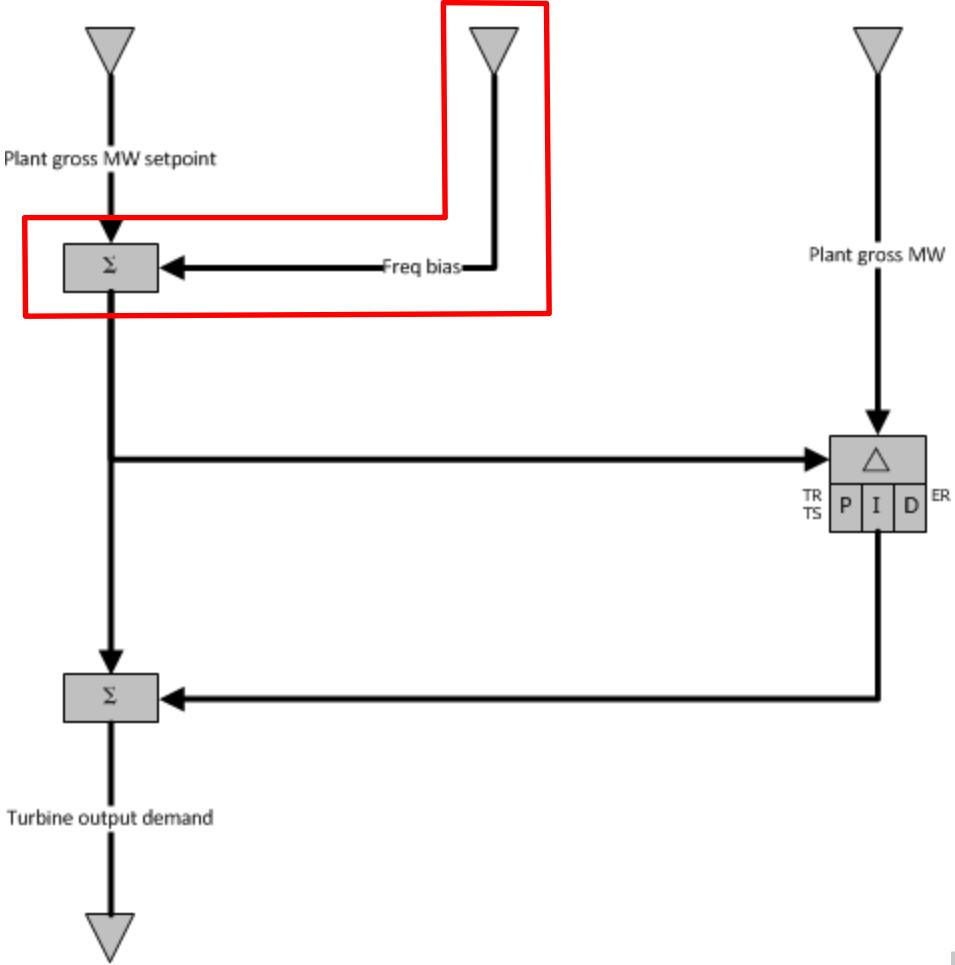 Plant gross MW setpoint
Σ
Freq bias
Plant gross MW
△
TR
TS
P I D
ER
Σ
Turbine output demand